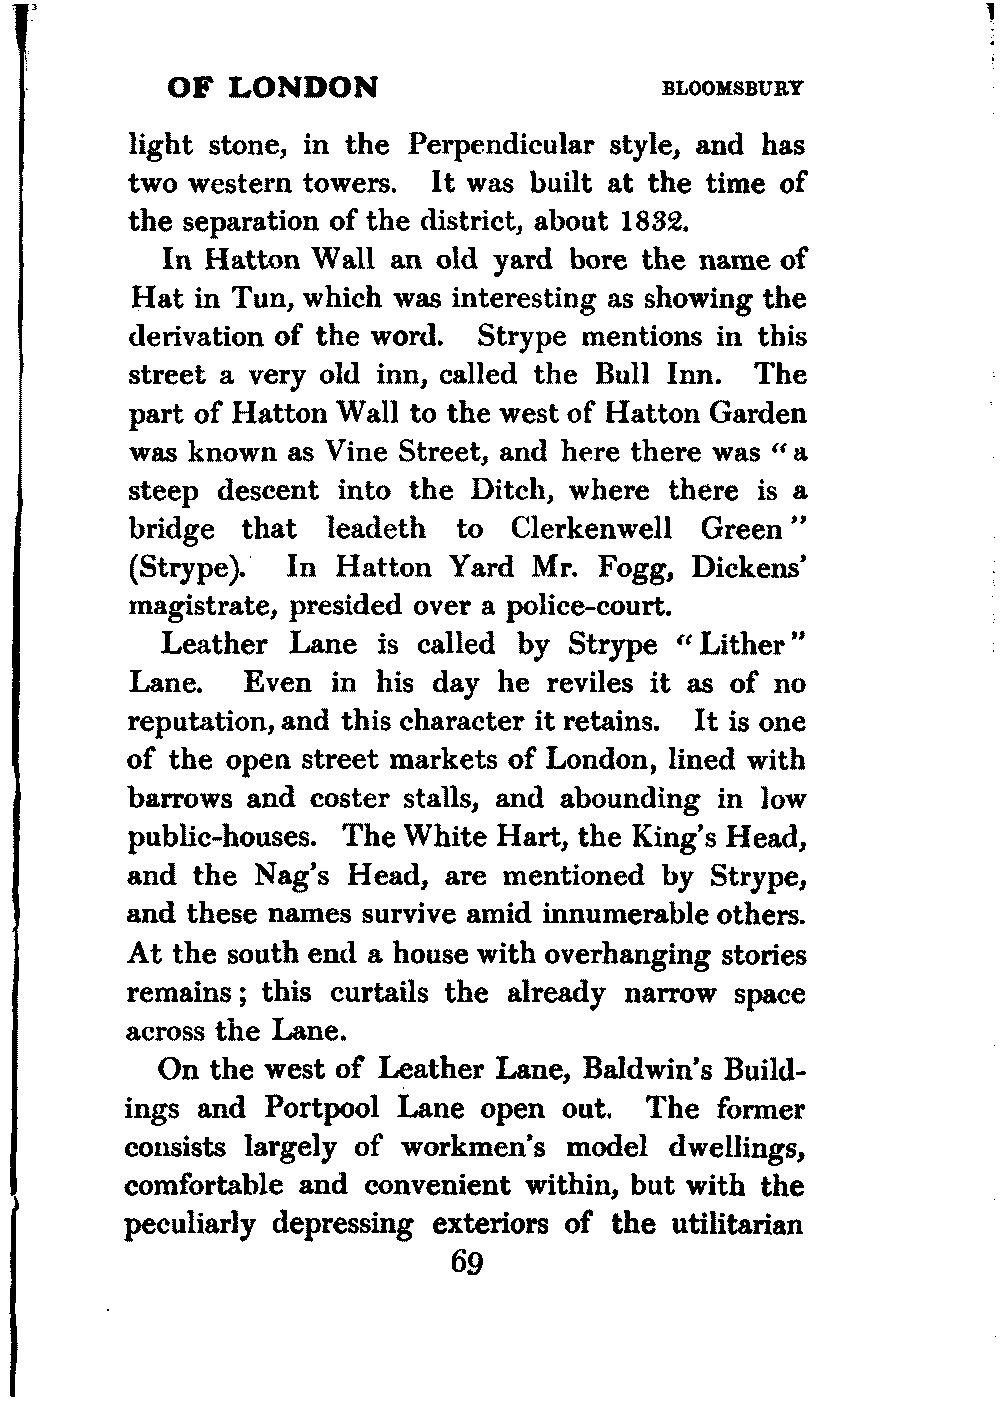 OF LONDON BLOOMSBURY
light stone, in the Perpendicular style, and has
two western towers. It was built at the time of
the separation of the district, about 1832.
In Hatton Wall an old yard bore the name of
Hat in Tun, which was interesting as showing the
derivation of the word. Strype mentions in this
street a very old inn, called the Bull Inn. The
part of Hatton Wall to the west of Hatton Garden
was known as Vine Street, and here there was “a
steep descent into the Ditch, where there is a
bridge that leadeth to Clerkenwell Green”
(Strype). In Hatton Yard Mr. Fogg, Dickens’
magistrate, presided over a police-court.
Leather Lane is called by Strype “Lither”
Lane. Even in his day he reviles it as of no
reputation, and this character it retains. It is one
of the open street markets of London, lined with
barrows and coster stalls, and abounding in low
public-houses. The White Hart, the King’s Head,
and the Nag’s Head, are mentioned by Strype,
and these names survive amid innumerable others.
At the south end a house with overhanging stories
remains; this curtails the already narrow space
across the Lane.
On the west of Leather Lane, Baldwin’s Build-
ings and Portpool Lane open out. The former
consists largely of workmen’s model dwellings,
comfortable and convenient within, but with the
peculiarly depressing exteriors of the utilitarian
69